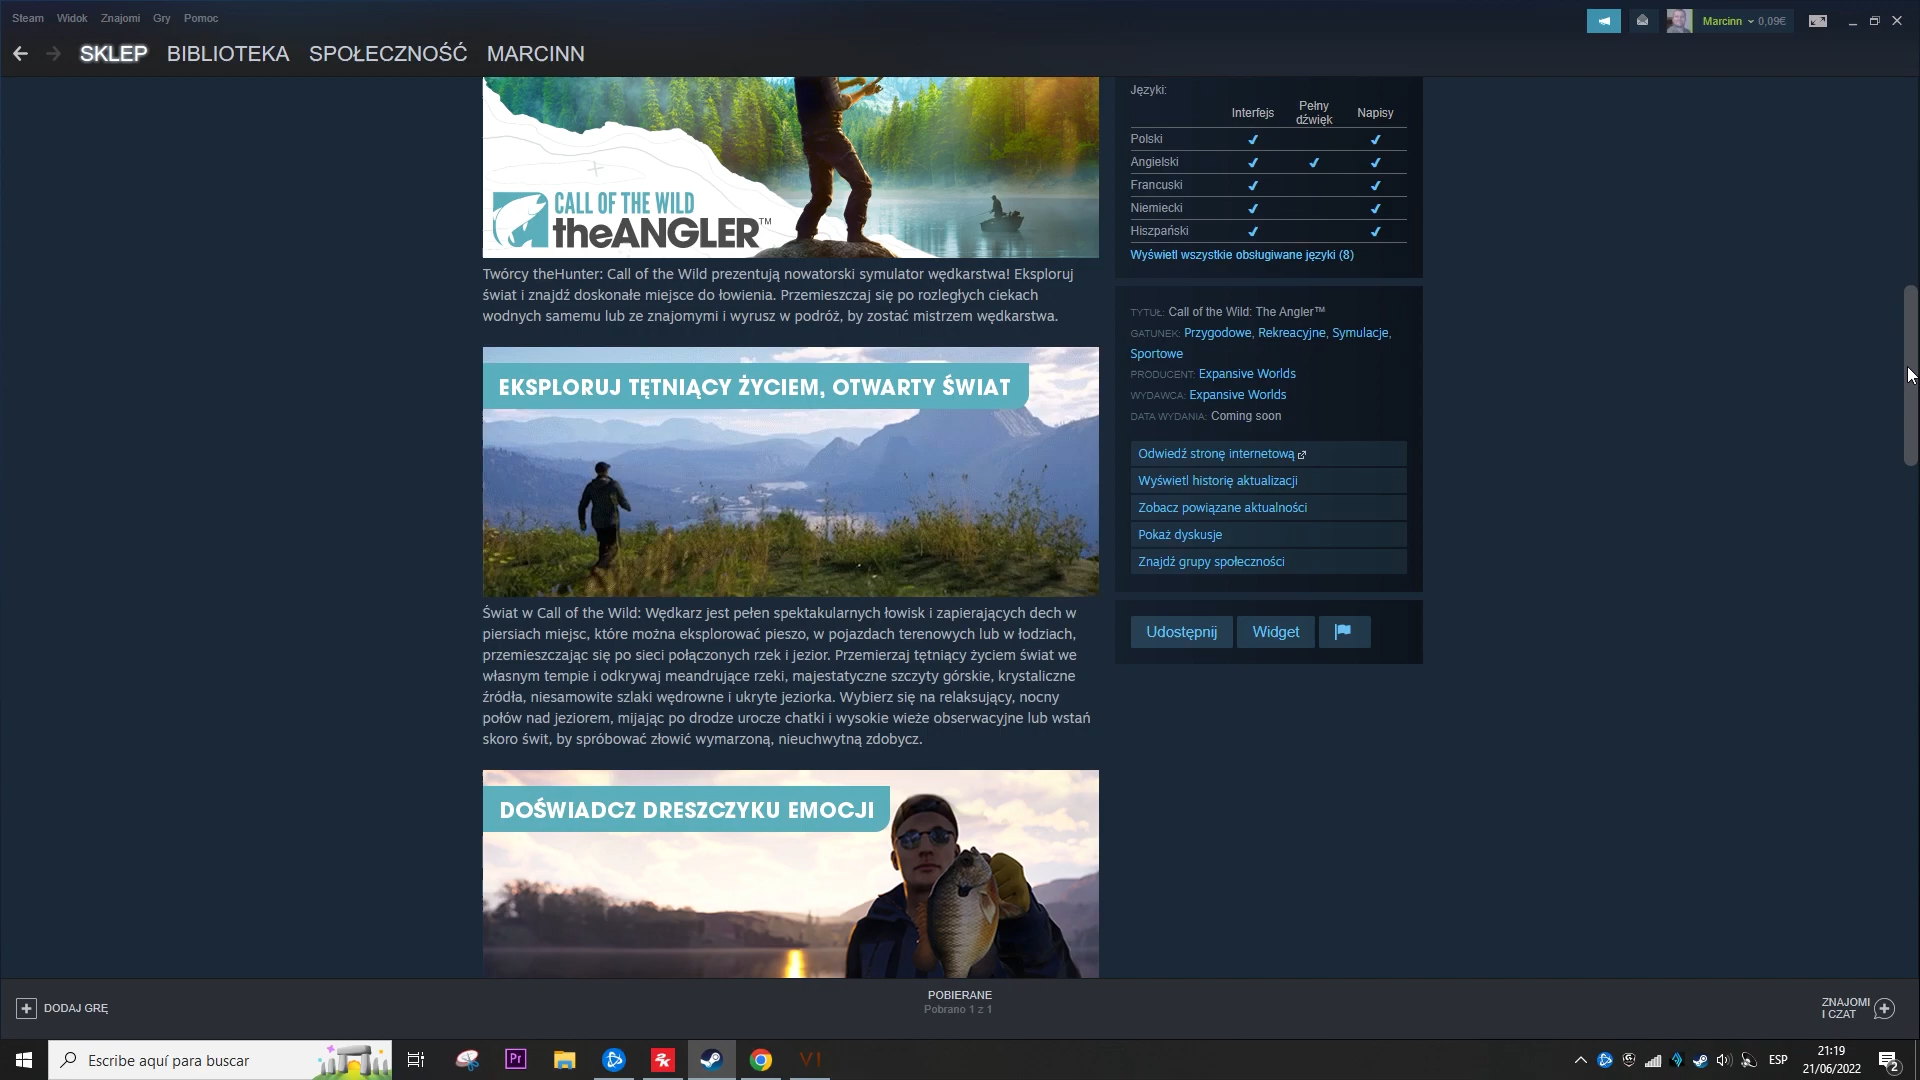 Steam Widok Znajomi Gry Pomoc
Marcinn 0,09€
SKLEP BIBLIOTEKA SPOŁECZNOŚĆ MARCINN
CALL OF THE WILD
theANGLER™
Twórcy theHunter: Call of the Wild prezentują nowatorski symulator wędkarstwa! Eksploruj
świat i znajdź doskonałe miejsce do łowienia. Przemieszczaj się po rozległych ciekach
wodnych samemu lub ze znajomymi i wyrusz w podróż, by zostać mistrzem wędkarstwa.
EKSPLORUJ TĘTNIĄCY ŻYCIEM, OTWARTY ŚWIAT
Świat w Call of the Wild: Wędkarz jest pełen spektakularnych łowisk i zapierających dech w
piersiach miejsc, które można eksplorować pieszo, w pojazdach terenowych lub w łodziach,
przemieszczając się po sieci połączonych rzek i jezior. Przemierzaj tętniący życiem świat we
własnym tempie i odkrywaj meandrujące rzeki, majestatyczne szczyty górskie, krystaliczne
źródła, niesamowite szlaki wędrowne i ukryte jeziorka. Wybierz się na relaksujący, nocny
połów nad jeziorem, mijając po drodze urocze chatki i wysokie wieże obserwacyjne lub wstań
skoro świt, by spróbować złowić wymarzoną, nieuchwytną zdobycz.
DOŚWIADCZ DRESZCZYKU EMOCJI
Języki:
Interfejs Pełny dźwięk Napisy
Polski
Angielski
Francuski
Niemiecki
Hiszpański
Wyświetl wszystkie obsługiwane języki (8)
TYTUŁ: Call of the Wild: The Angler™
GATUNEK: Przygodowe, Rekreacyjne, Symulacje,
Sportowe
PRODUCENT: Expansive Worlds
WYDAWCA: Expansive Worlds
DATA WYDANIA: Coming soon
Odwiedź stronę internetową
Wyświetl historię aktualizacji
Zobacz powiązane aktualności
Pokaż dyskusje
Znajdź grupy społeczności
Udostępnij Widget
DODAJ GRĘ
POBIERANE
Pobrano 1 z 1
ZNAJOMI
I CZAT
Escribe aquí para buscar
Pr
2K
V1
ESP
21:19
21/06/2022
2